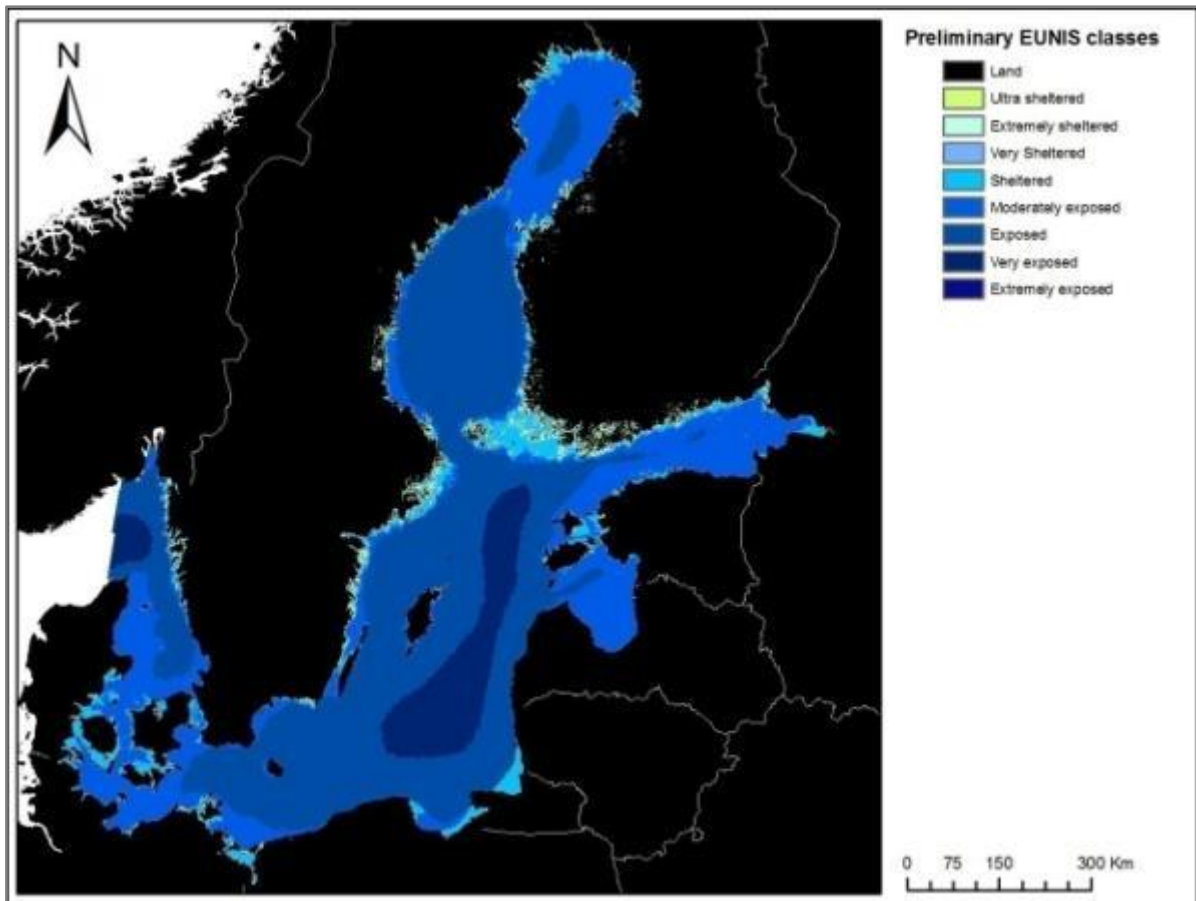 N
Preliminary EUNIS classes
Land
Ultra sheltered
Extremely sheltered
Very Sheltered
Sheltered
Moderately exposed
Exposed
Very exposed
Extremely exposed
0 75 150 300 Km